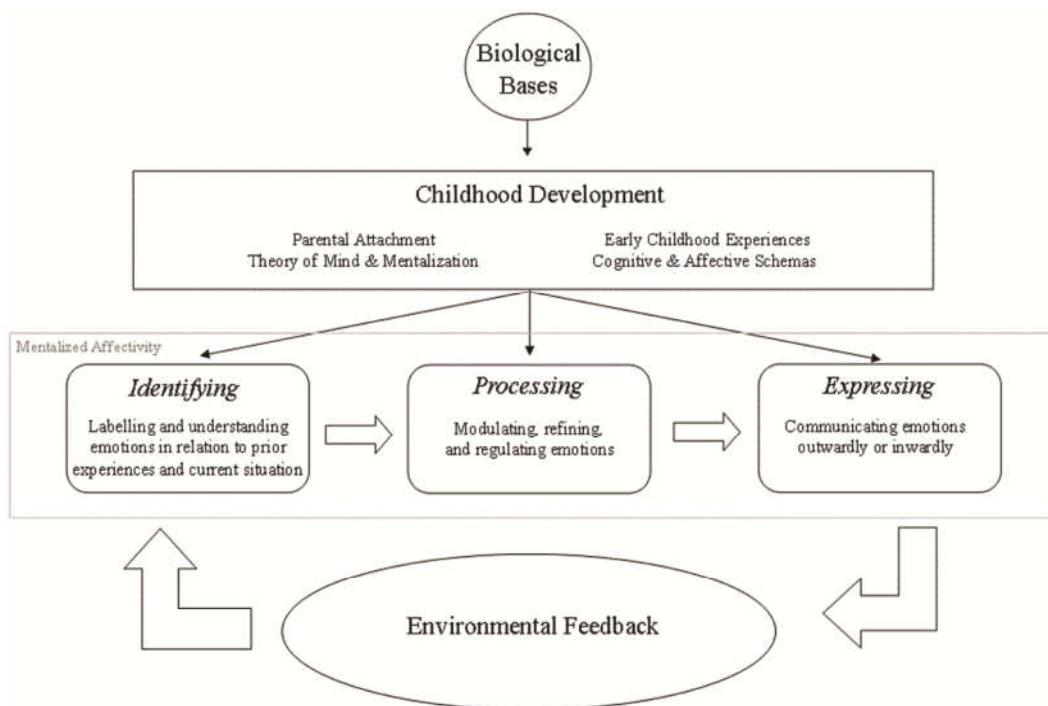 Biological
Bases
Childhood Development
Parental Attachment
Theory of Mind & Mentalization
Early Childhood Experiences
Cognitive & Affective Schemas
Mentalized Affectivity
Identifying
Labelling and understanding
emotions in relation to prior
experiences and current situation
Processing
Modulating, refining,
and regulating emotions
Expressing
Communicating emotions
outwardly or inwardly
Environmental Feedback